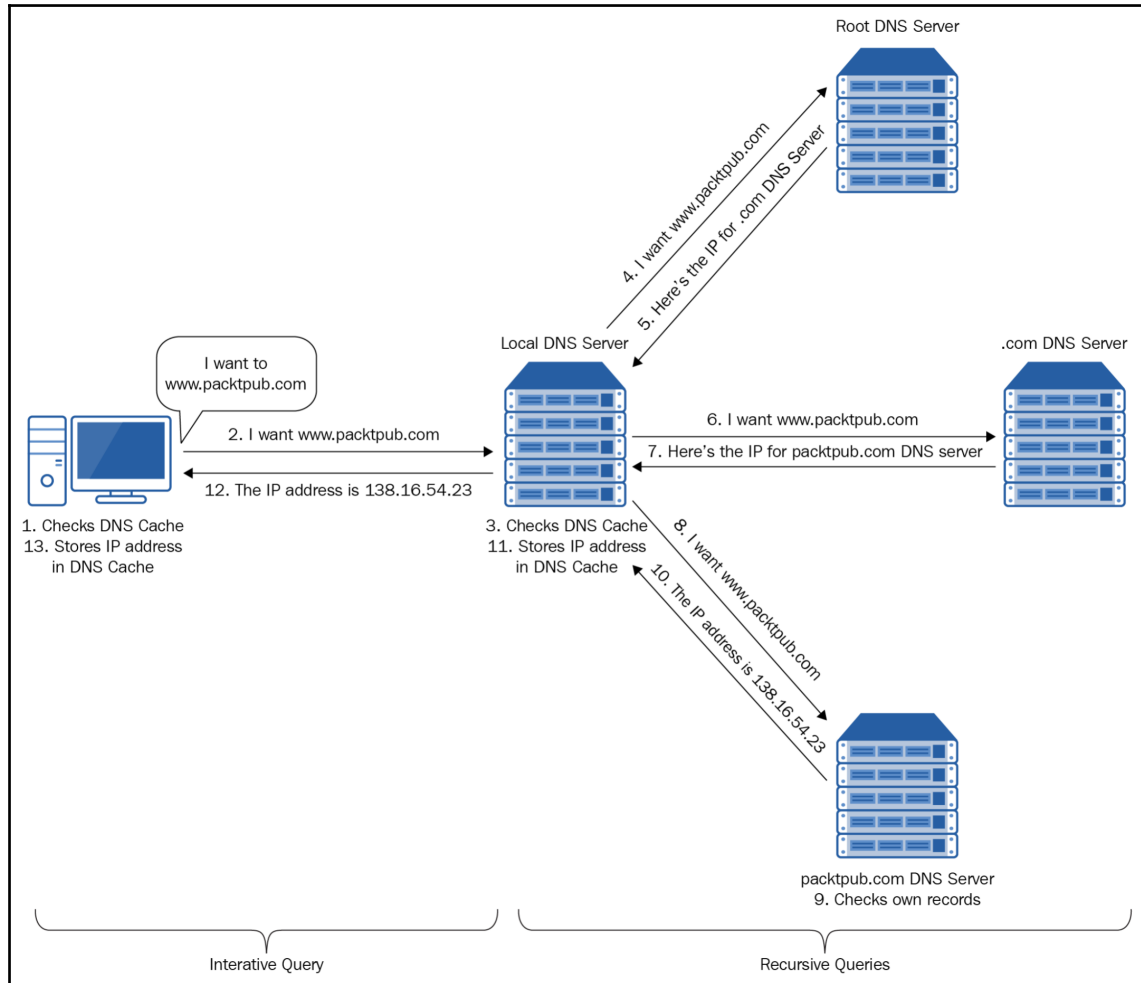 Root DNS Server
4. I want www.packtpub.com
5. Here's the IP for .com DNS Server
Local DNS Server
.com DNS Server
I want to
www.packtpub.com
2. I want www.packtpub.com
12. The IP address is 138.16.54.23
6. I want www.packtpub.com
7. Here's the IP for packtpub.com DNS server
1. Checks DNS Cache
13. Stores IP address
in DNS Cache
3. Checks DNS Cache
11. Stores IP address
in DNS Cache
8. I want www.packtpub.com
10. The IP address is 138.16.54.23
packtpub.com DNS Server
9. Checks own records
Interative Query
Recursive Queries